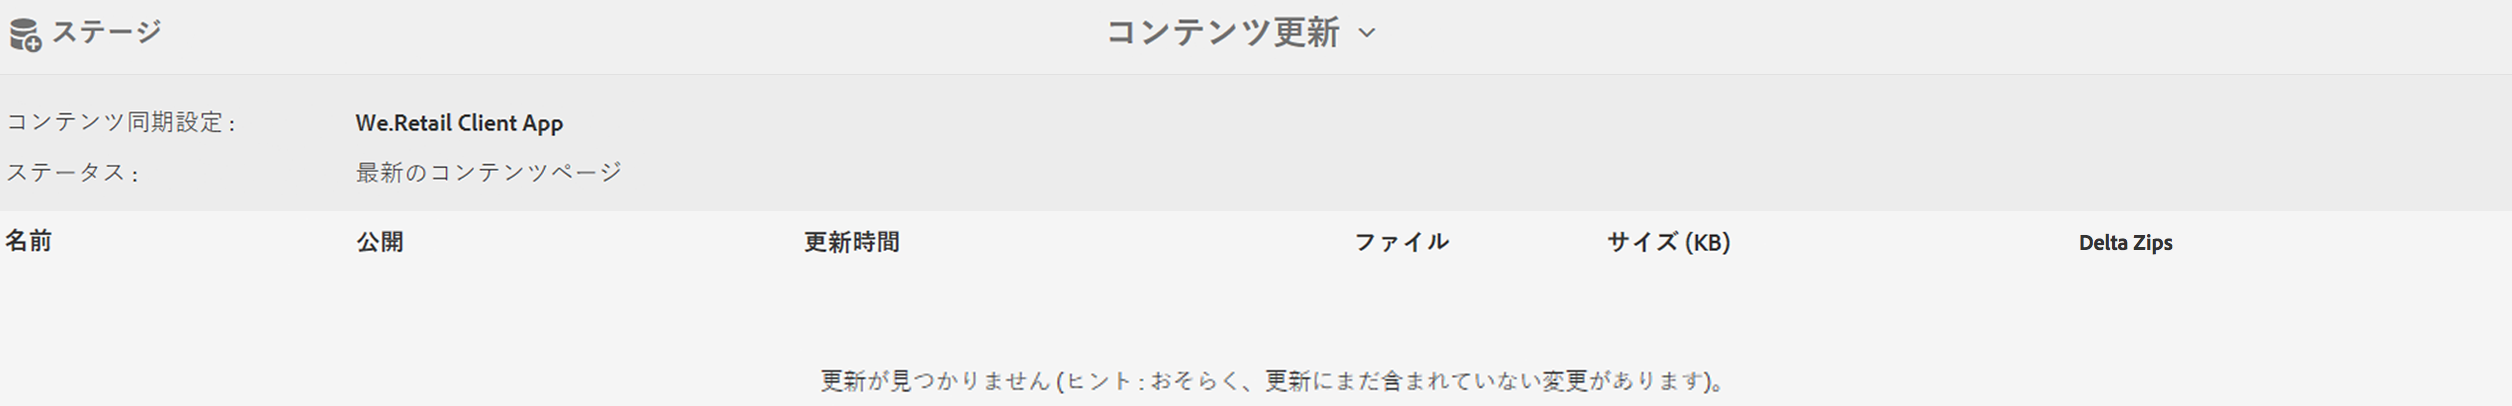 ステージ コンテンツ更新
コンテンツ同期設定 : We.Retail Client App
ステータス : 最新のコンテンツページ
名前 公開 更新時間 ファイル サイズ (KB) Delta Zips
更新が見つかりません (ヒント : おそらく、更新にまだ含まれていない変更があります)。